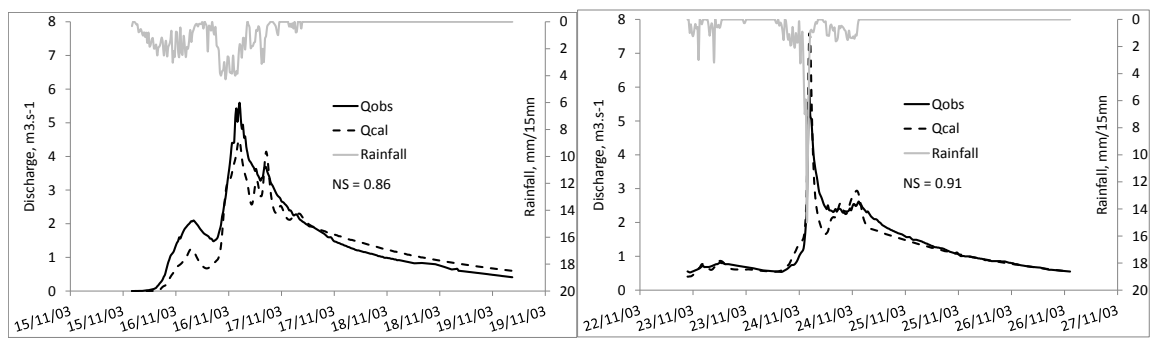 8
7
6
5
4
3
2
1
0
Discharge, m3.s-1
0
2
4
6
8
10
12
14
16
18
20
Rainfall, mm/15mn
Qobs
Qcal
Rainfall
NS = 0.86
15/11/03 15/11/03 16/11/03 16/11/03 17/11/03 17/11/03 18/11/03 18/11/03 19/11/03 19/11/03
8
7
6
5
4
3
2
1
0
Discharge, m3.s-1
0
2
4
6
8
10
12
14
16
18
20
Rainfall, mm/15mn
Qobs
Qcal
Rainfall
NS = 0.91
22/11/03 23/11/03 23/11/03 24/11/03 24/11/03 25/11/03 25/11/03 26/11/03 26/11/03 27/11/03